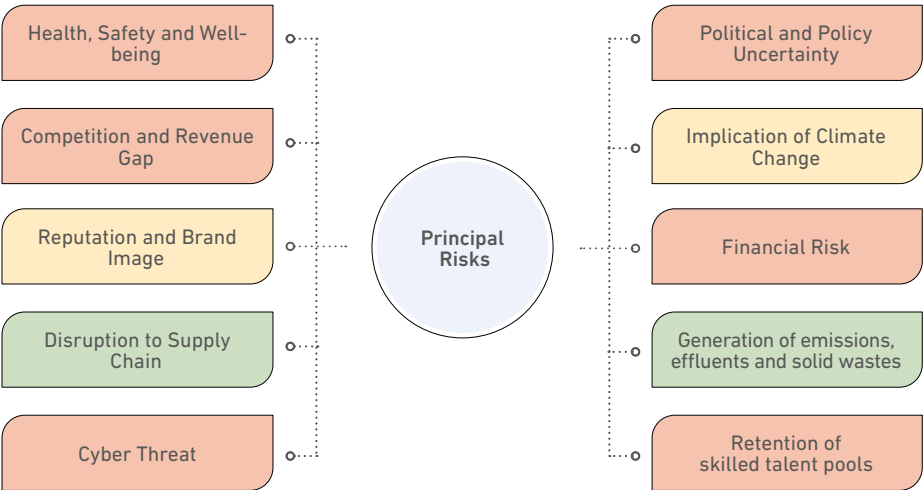 Health, Safety and Well-
being
Competition and Revenue
Gap
Reputation and Brand
Image
Disruption to Supply
Chain
Cyber Threat
Principal
Risks
Political and Policy
Uncertainty
Implication of Climate
Change
Financial Risk
Generation of emissions,
effluents and solid wastes
Retention of
skilled talent pools